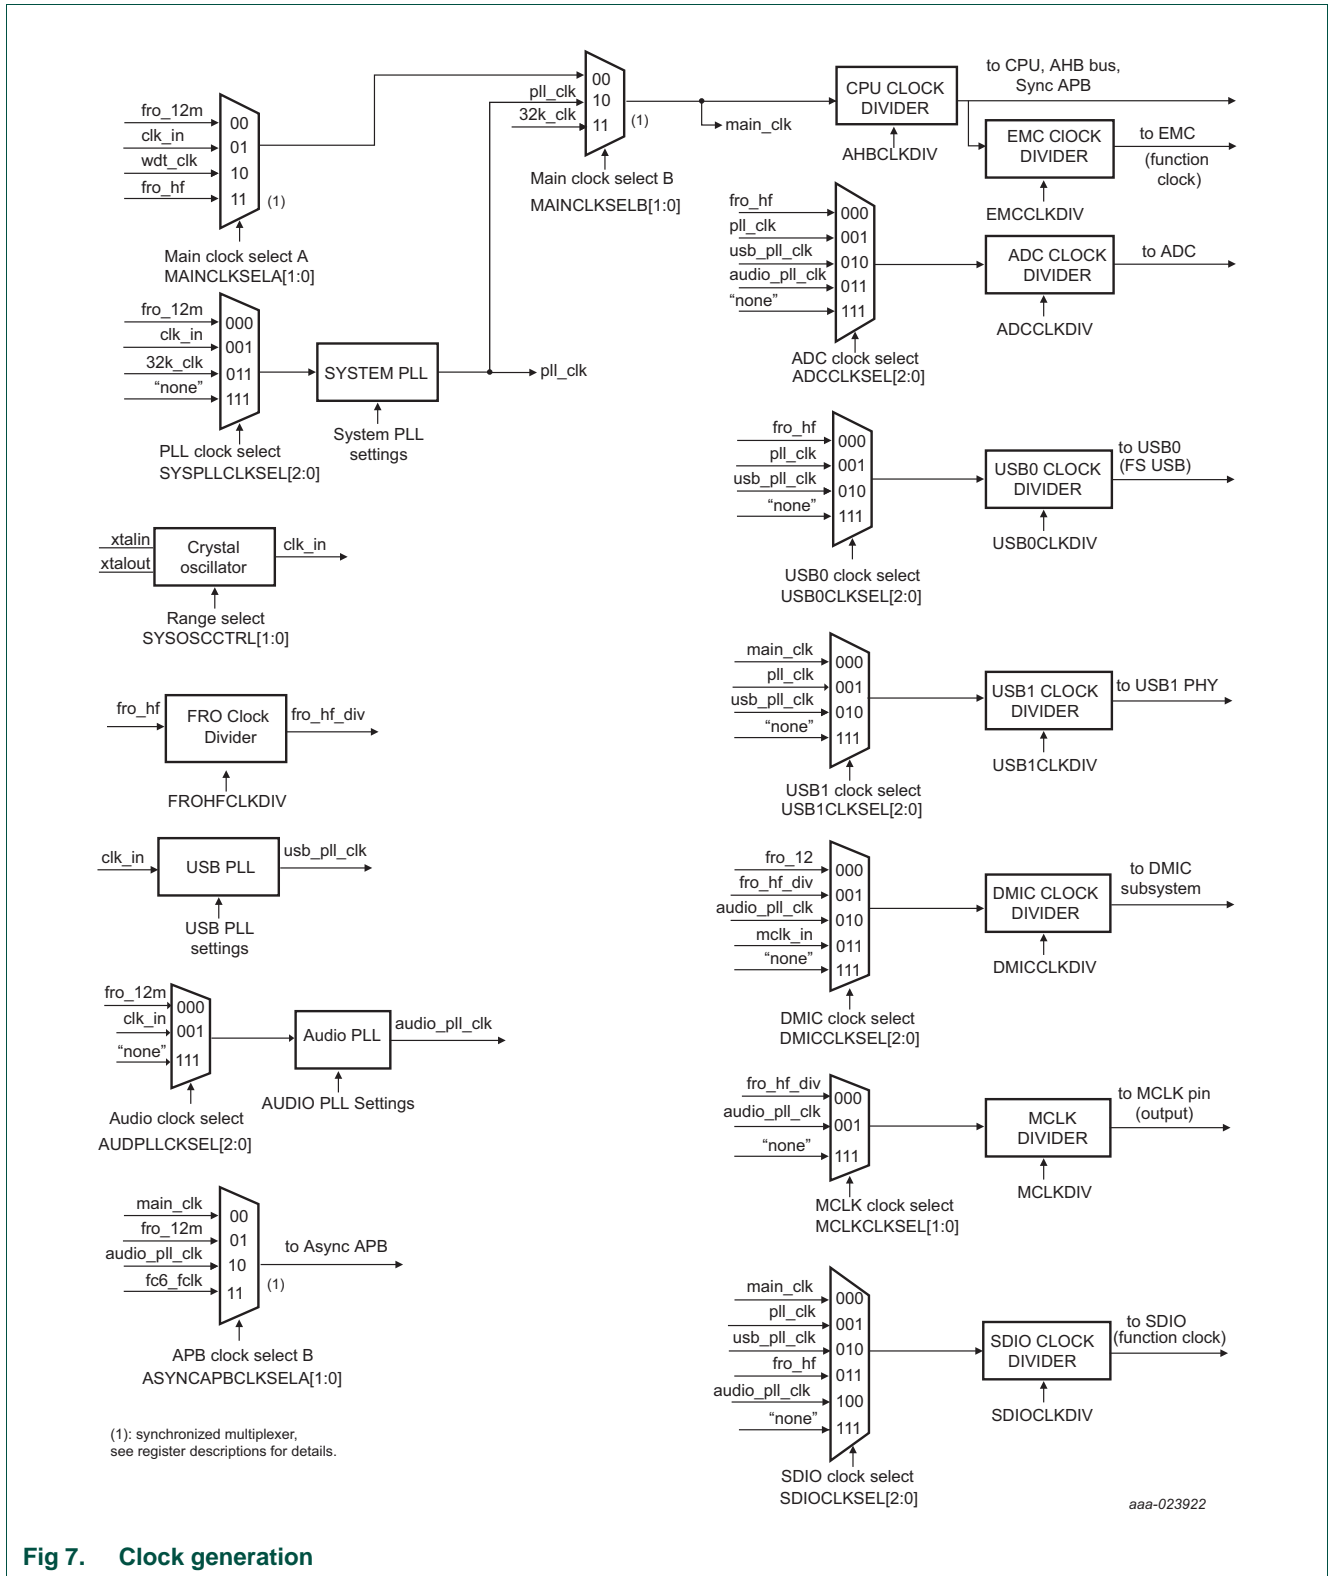 fro_12m
clk_in
wdt_clk
fro_hf
00
01
10
11
(1)
Main clock select A
MAINCLKSELA[1:0]
pll_clk
32k_clk
00
10
11
(1)
main_clk
Main clock select B
MAINCLKSELB[1:0]
CPU CLOCK
DIVIDER
AHBCLKDIV
to CPU, AHB bus,
Sync APB
EMC ClOCK
DIVIDER
EMCCLKDIV
to EMC
(function
clock)
fro_12m
clk_in
32k_clk
“none”
000
001
011
111
PLL clock select
SYSPLLCLKSEL[2:0]
SYSTEM PLL
System PLL
settings
pll_clk
fro_hf
pll_clk
usb_pll_clk
audio_pll_clk
“none”
000
001
010
011
111
ADC clock select
ADCCLKSEL[2:0]
ADC CLOCK
DIVIDER
ADCCLKDIV
to ADC
xtalin
xtalout
Crystal
oscillator
clk_in
Range select
SYSOSCCTRL[1:0]
fro_hf
pll_clk
usb_pll_clk
“none”
000
001
010
111
USB0 clock select
USB0CLKSEL[2:0]
USB0 CLOCK
DIVIDER
USB0CLKDIV
to USB0
(FS USB)
fro_hf
FRO Clock
Divider
fro_hf_div
FROHFCLKDIV
main_clk
pll_clk
usb_pll_clk
“none”
000
001
010
111
USB1 clock select
USB1CLKSEL[2:0]
USB1 CLOCK
DIVIDER
USB1CLKDIV
to USB1 PHY
clk_in
USB PLL
usb_pll_clk
USB PLL
settings
fro_12
fro_hf_div
audio_pll_clk
mclk_in
“none”
000
001
010
011
111
DMIC clock select
DMICCLKSEL[2:0]
DMIC CLOCK
DIVIDER
DMICCLKDIV
to DMIC
subsystem
fro_12m
clk_in
“none”
000
001
111
Audio clock select
AUDPLLCKSEL[2:0]
Audio PLL
AUDIO PLL Settings
audio_pll_clk
fro_hf_div
audio_pll_clk
“none”
000
001
111
MCLK clock select
MCLKCLKSEL[1:0]
MCLK
DIVIDER
MCLKDIV
to MCLK pin
(output)
main_clk
fro_12m
audio_pll_clk
fc6_fclk
00
01
10
11
(1)
to Async APB
APB clock select B
ASYNCAPBCLKSELA[1:0]
main_clk
pll_clk
usb_pll_clk
fro_hf
audio_pll_clk
“none”
000
001
010
011
100
111
SDIO clock select
SDIOCLKSEL[2:0]
SDIO CLOCK
DIVIDER
SDIOCLKDIV
to SDIO
(function clock)
(1): synchronized multiplexer,
see register descriptions for details.
aaa-023922
Fig 7. Clock generation